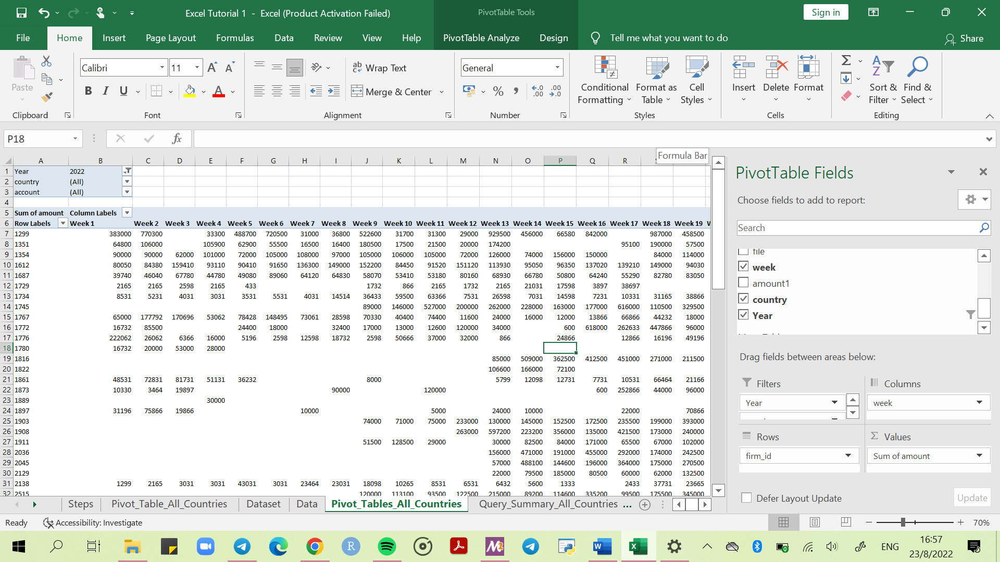 Excel Tutorial 1 - Excel (Product Activation Failed)
PivotTable Tools
Sign in
File Home Insert Page Layout Formulas Data Review View Help PivotTable Analyze Design Tell me what you want to do Share
Calibri 11 Wrap Text General
Paste B I U Merge & Center % Conditional Formatting Format as Table Cell Styles Insert Delete Format Sort & Filter Find & Select
Clipboard Font Alignment Number Styles Cells Editing
P18 fx
Formula Bar
A B C D E F G H I J K L M N O P Q R
1 Year 2022
2 country (All)
3 account (All)
4
5 Sum of amount Column Labels
6 Row Labels Week 1 Week 2 Week 3 Week 4 Week 5 Week 6 Week 7 Week 8 Week 9 Week 10 Week 11 Week 12 Week 13 Week 14 Week 15 Week 16 Week 17 Week 18 Week 19
7 1299 383000 770300 33300 488700 720500 31000 36800 522600 31700 31300 29000 929500 456000 66580 842000 987000 458500
8 1351 64800 106000 105900 62900 55500 16500 16400 180500 17500 21500 20000 174200 95100 190000 57500
9 1354 90000 90000 62000 101000 72000 105000 108000 97000 105000 106000 105000 72000 126000 74000 156000 150000 84000 114000
10 1612 80050 84380 159410 93110 90410 91650 136300 149000 152200 84450 91520 151120 113930 95050 96350 137020 139210 149000 94030
11 1687 39740 46040 67780 44780 49080 89060 64120 64830 58070 53410 53180 80160 68930 66780 50800 64240 55290 82780 83050
12 1729 2165 2165 2598 2165 433 1732 866 2165 1732 2165 21031 17598 3897 38697
13 1734 8531 5231 4031 3031 3531 5531 4031 14514 36433 59500 63366 7531 26598 7031 14598 7231 10331 31165 38866
14 1745 89000 146000 527000 200000 262000 228000 163000 177000 616000 110500 329500
15 1767 65000 177792 170696 53062 78428 148495 73061 28598 70330 40400 74400 11600 24000 16000 12000 13866 66866 44232 18000
16 1772 16732 85500 24400 18000 32400 17000 13000 12600 120000 34000 600 618000 262633 447866 96000
17 1776 222062 26062 6366 16000 5196 2598 12598 18732 2598 50666 37000 32000 866 24866 12866 16196 49196
18 1780 16732 20000 53000 28000
19 1816 85000 509000 362500 412500 451000 271000 211500
20 1822 106600 166000 72100
21 1861 48531 72831 81731 51131 36232 8000 5799 12098 12731 7731 10531 66464 21166
22 1873 10330 3464 19897 90000 120000 600 252866 44000 96000
23 1889 30000
24 1897 31196 75866 19866 10000 5000 24000 10000 22000 70866
25 1903 74000 71000 75000 233000 130000 145000 152500 172500 235500 199000 393000
26 1908 263000 597200 223200 356000 135000 421500 173000 240000
27 1911 51500 128500 29000 30000 82500 84000 171000 65500 67000 102000
28 2036 156000 471000 191000 455000 292000 174000 242500
29 2045 57000 488100 144600 196000 364000 175000 270500
30 2129 22000 79500 185000 80500 60000 62000 132500
31 2138 1299 2165 3031 3031 43031 3031 23464 23031 18098 10265 8531 6531 6432 5600 1333 2433 37731 23665
32 2515 120000 113100 93500 122500 215000 89200 114600 335200 99500 175500 345000
PivotTable Fields
Choose fields to add to report:
Search
file
week
amount1
country
Year
Drag fields between areas below:
Filters Columns
Year week
Rows Values
firm_id Sum of amount
Defer Layout Update Update
Steps Pivot_Table_All_Countries Dataset Data Pivot_Tables_All_Countries Query_Summary_All_Countries ...
Ready Accessibility: Investigate 70%
ENG 16:57
23/8/2022